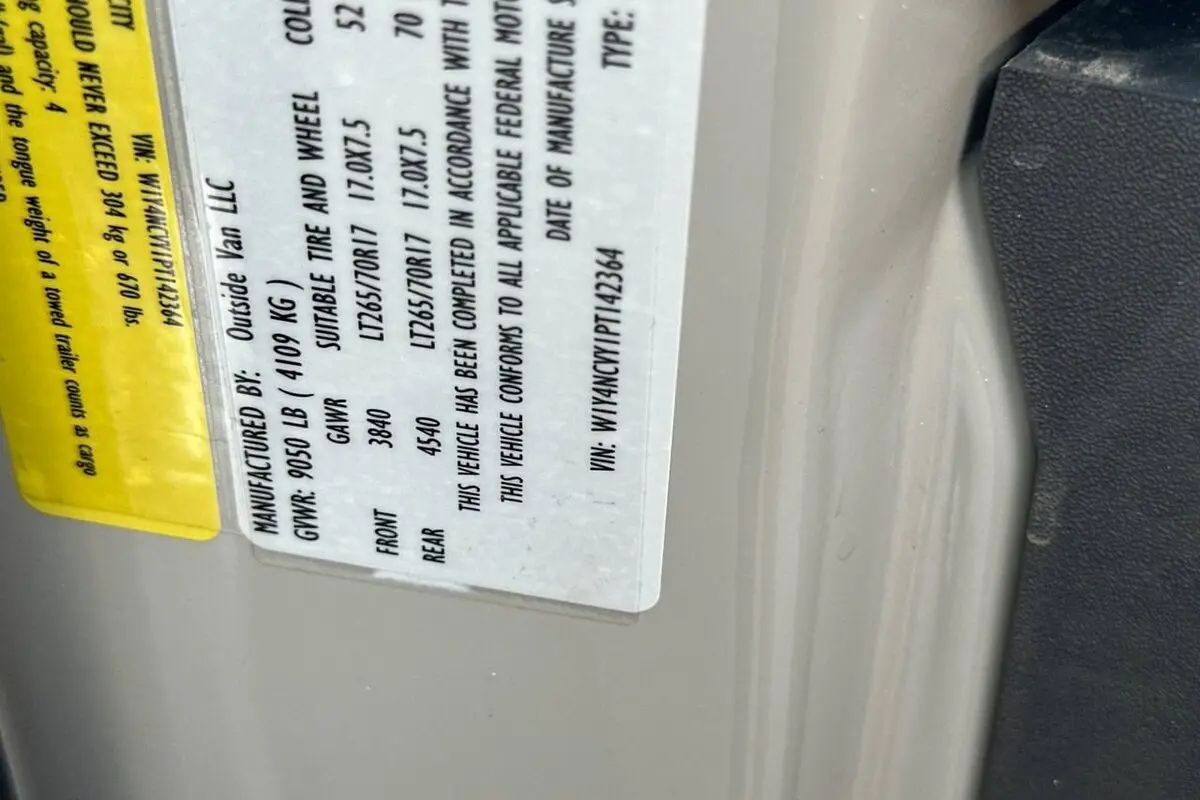 CITY
g capacity: 4
OULD NEVER EXCEED 304 kg or 670 lbs.
and the tongue weight of a towed trailer counts as cargo
VIN: W1Y4NCVY1PT142364
MANUFACTURED BY: Outside Van LLC
GVWR: 9050 LB ( 4109 KG )
GAWR SUITABLE TIRE AND WHEEL COL
FRONT 3840 LT265/70R17 17.0X7.5 52
REAR 4540 LT265/70R17 17.0X7.5 70
THIS VEHICLE HAS BEEN COMPLETED IN ACCORDANCE WITH T
THIS VEHICLE CONFORMS TO ALL APPLICABLE FEDERAL MOTO
DATE OF MANUFACTURE S
VIN: W1Y4NCVY1PT142364 TYPE: